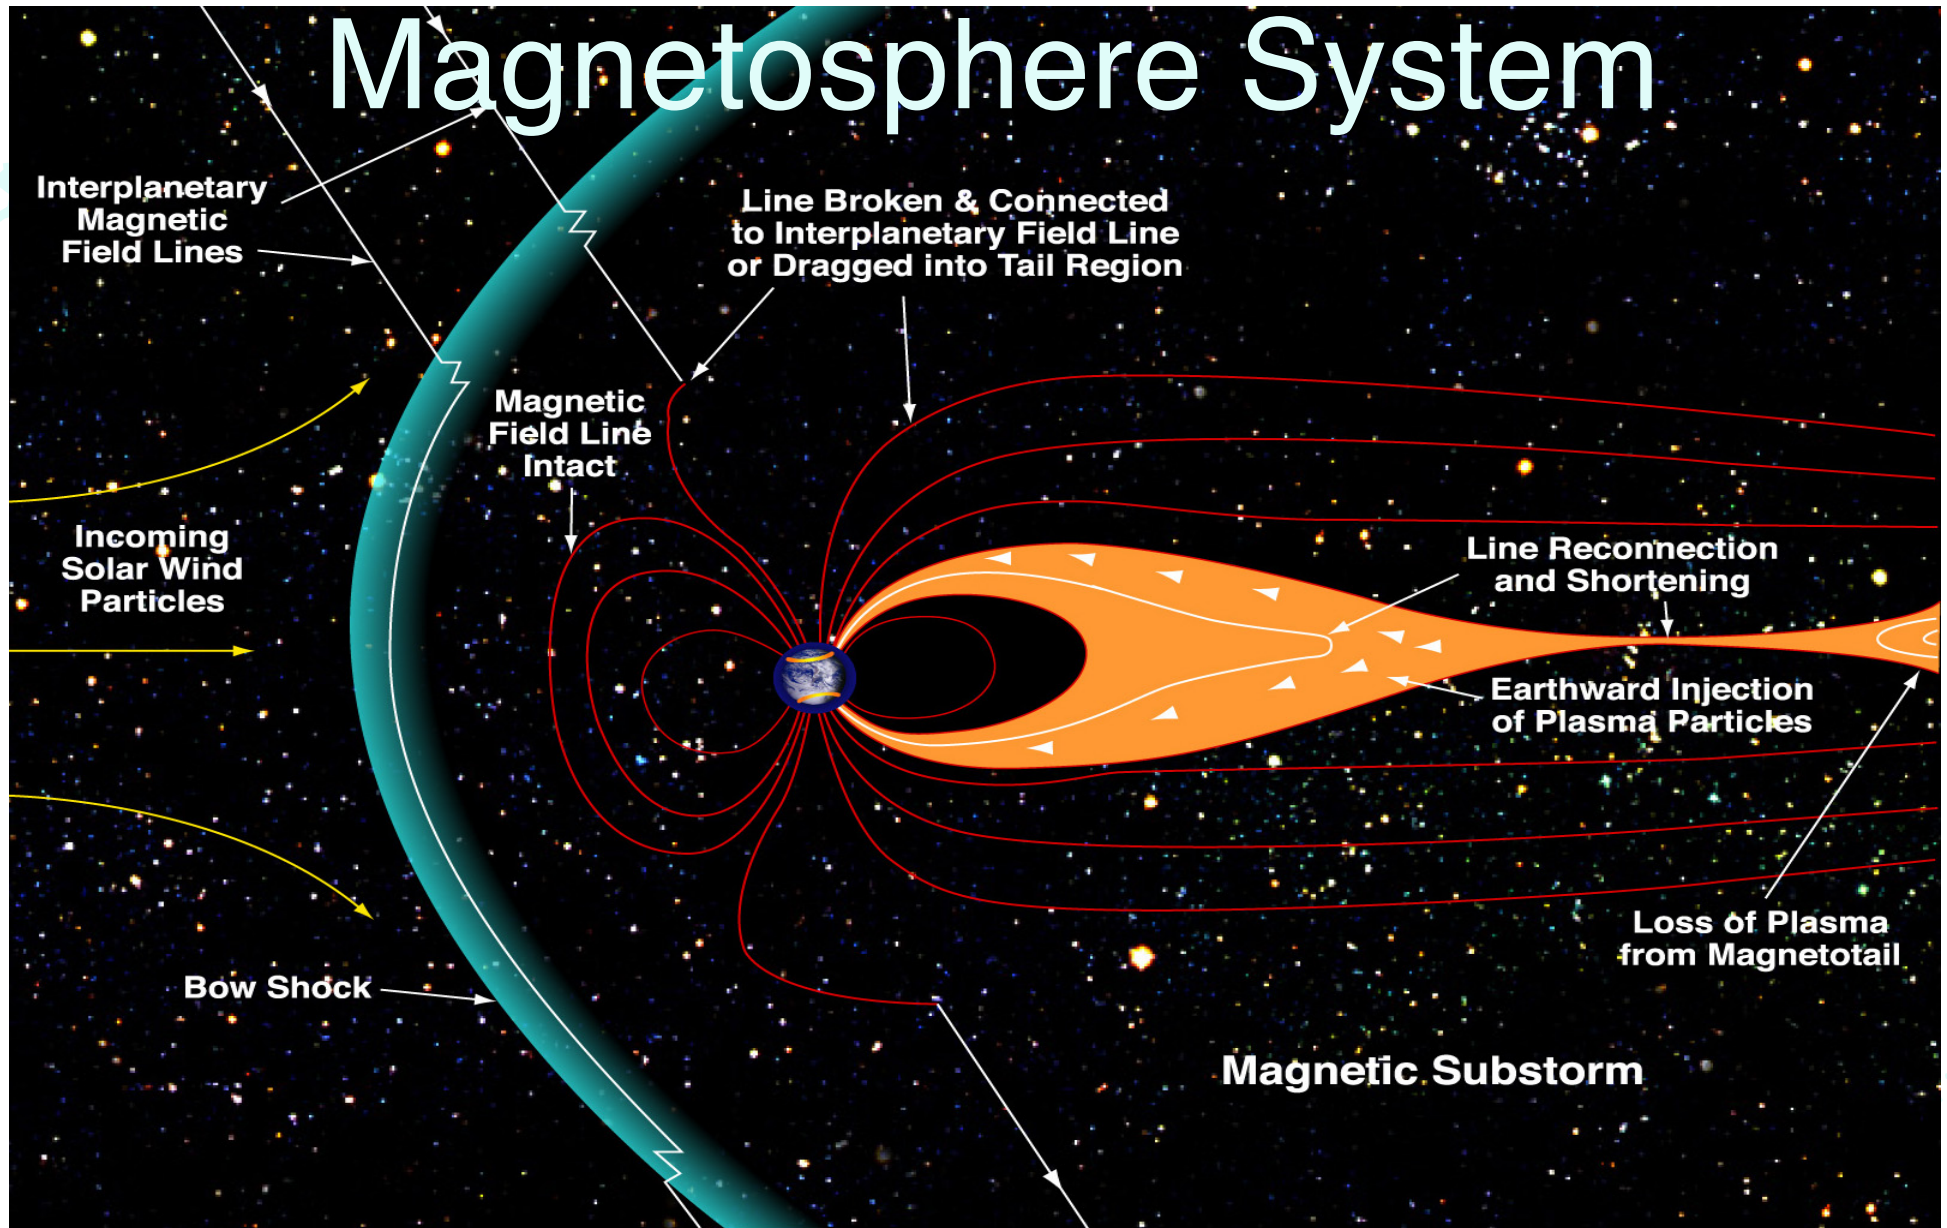 Magnetosphere System
Interplanetary
Magnetic
Field Lines
Line Broken & Connected
to Interplanetary Field Line
or Dragged into Tail Region
Magnetic
Field Line
Intact
Incoming
Solar Wind
Particles
Line Reconnection
and Shortening
Earthward Injection
of Plasma Particles
Loss of Plasma
from Magnetotail
Bow Shock
Magnetic Substorm